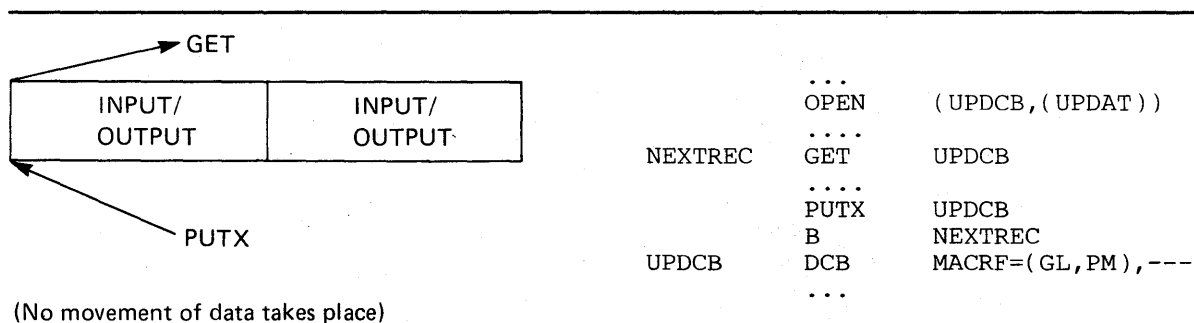 GET
INPUT/ INPUT/
OUTPUT OUTPUT
PUTX
(No movement of data takes place)
...
OPEN (UPDCB,(UPDAT))
....
NEXTREC GET UPDCB
....
PUTX UPDCB
B NEXTREC
UPDCB DCB MACRF=(GL,PM),---
...